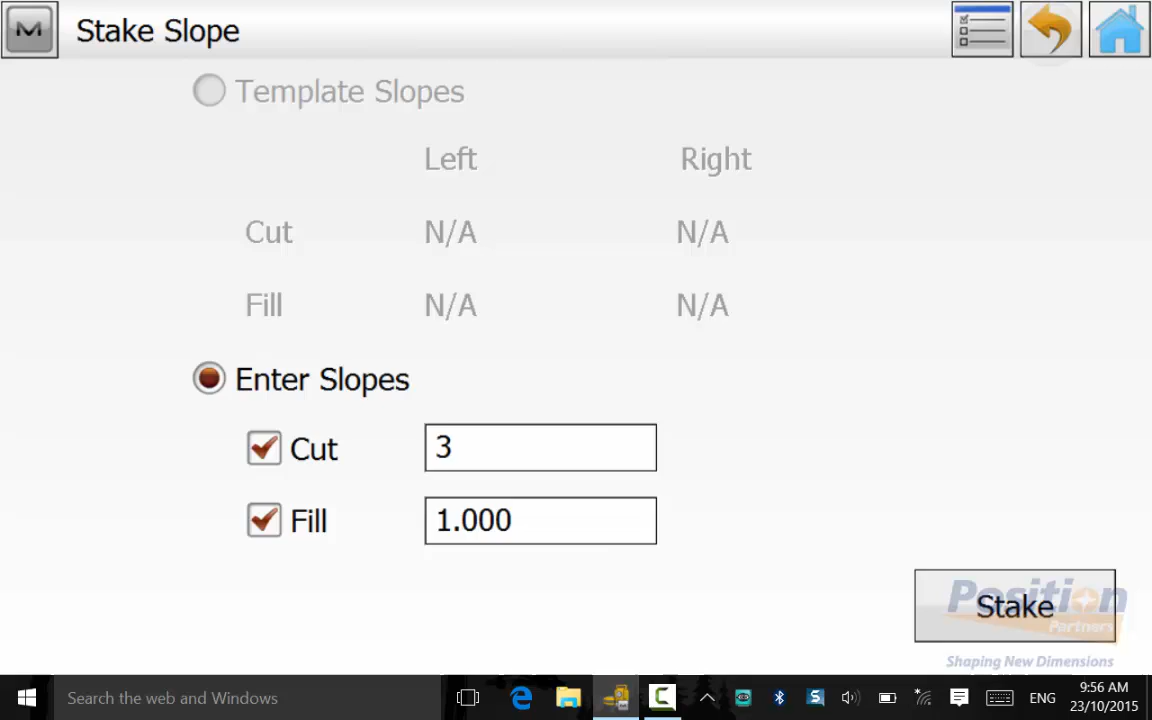 Stake Slope
Template Slopes
Left Right
Cut N/A N/A
Fill N/A N/A
Enter Slopes
Cut 3
Fill 1.000
Stake
Position
Partners
Shaping New Dimensions
Search the web and Windows
ENG
9:56 AM
23/10/2015